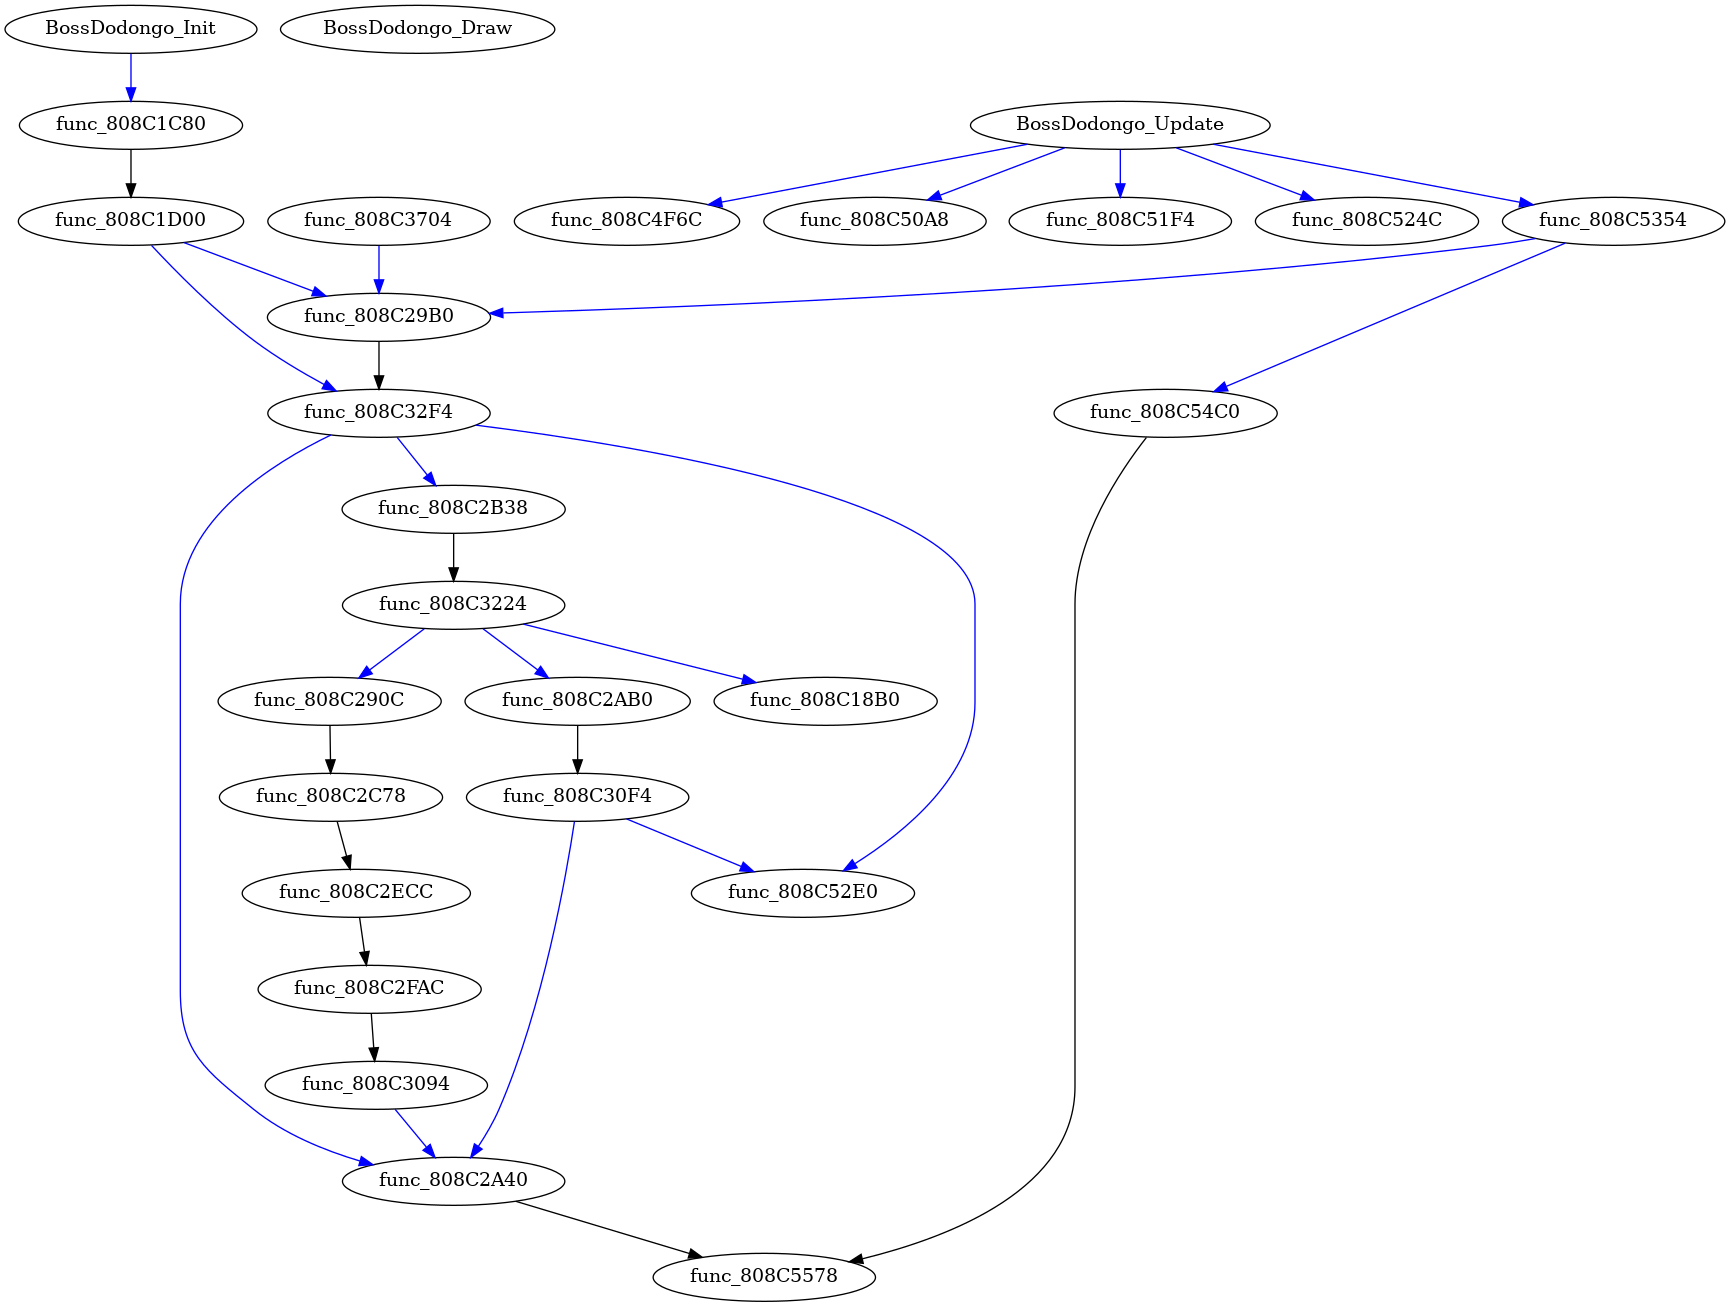 BossDodongo_Init
BossDodongo_Draw
func_808C1C80
BossDodongo_Update
func_808C1D00
func_808C3704
func_808C4F6C
func_808C50A8
func_808C51F4
func_808C524C
func_808C5354
func_808C29B0
func_808C32F4
func_808C54C0
func_808C2B38
func_808C3224
func_808C290C
func_808C2AB0
func_808C18B0
func_808C2C78
func_808C30F4
func_808C2ECC
func_808C52E0
func_808C2FAC
func_808C3094
func_808C2A40
func_808C5578